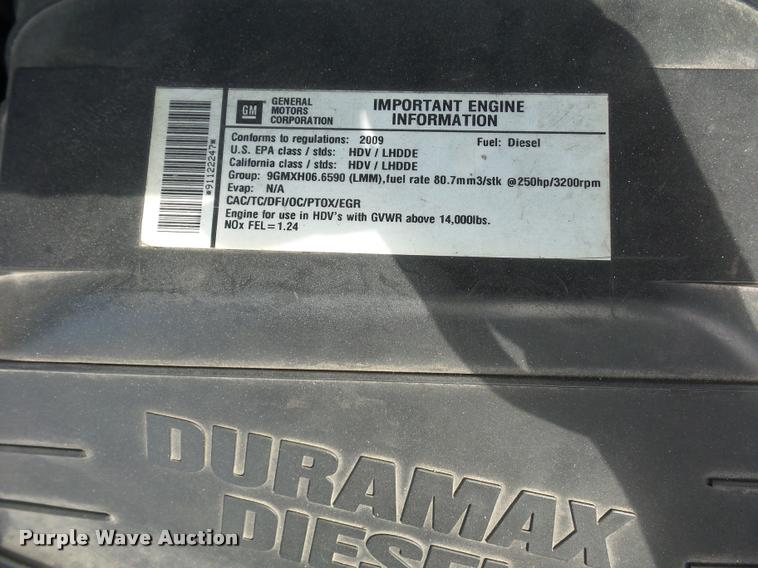 GM
GENERAL
MOTORS
CORPORATION
IMPORTANT ENGINE
INFORMATION
Conforms to regulations: 2009 Fuel: Diesel
U.S. EPA class / stds: HDV / LHDDE
California class / stds: HDV / LHDDE
Group: 9GMXH06.6590 (LMM),fuel rate 80.7mm3/stk @250hp/3200rpm
Evap: N/A
CAC/TC/DFI/OC/PTOX/EGR
Engine for use in HDV's with GVWR above 14,000lbs.
NOx FEL=1.24
*91122247*
DURAMAX
DIESEL
Purple Wave Auction